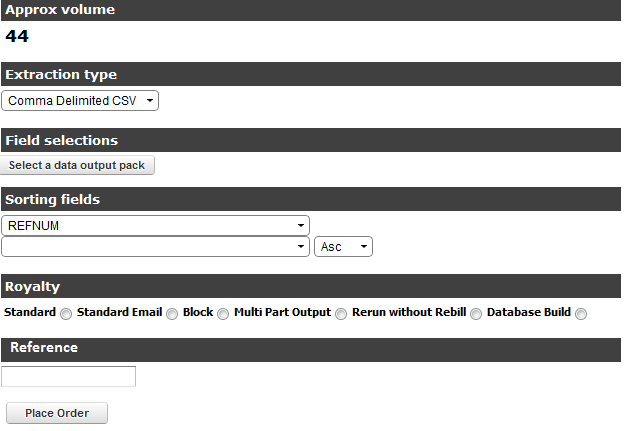 Approx volume
44
Extraction type
Comma Delimited CSV
Field selections
Select a data output pack
Sorting fields
REFNUM
Asc
Royalty
Standard Standard Email Block Multi Part Output Rerun without Rebill Database Build
Reference
Place Order